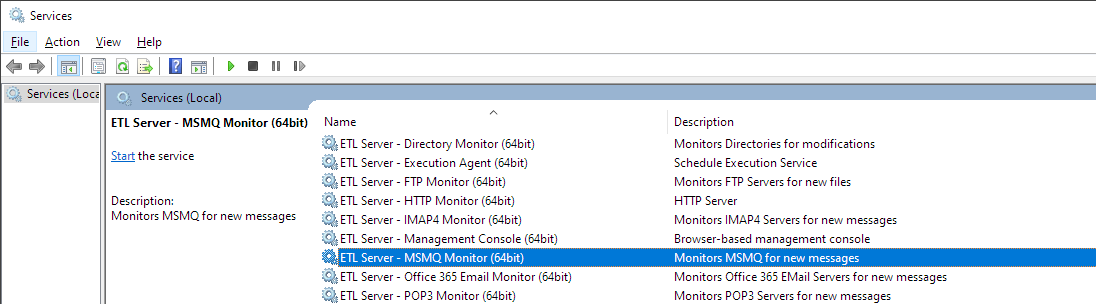 Services
File Action View Help
Services (Loca
Services (Local)
ETL Server - MSMQ Monitor (64bit)
Start the service
Description:
Monitors MSMQ for new messages
Name Description
ETL Server - Directory Monitor (64bit) Monitors Directories for modifications
ETL Server - Execution Agent (64bit) Schedule Execution Service
ETL Server - FTP Monitor (64bit) Monitors FTP Servers for new files
ETL Server - HTTP Monitor (64bit) HTTP Server
ETL Server - IMAP4 Monitor (64bit) Monitors IMAP4 Servers for new messages
ETL Server - Management Console (64bit) Browser-based management console
ETL Server - MSMQ Monitor (64bit) Monitors MSMQ for new messages
ETL Server - Office 365 Email Monitor (64bit) Monitors Office 365 EMail Servers for new messages
ETL Server - POP3 Monitor (64bit) Monitors POP3 Servers for new messages